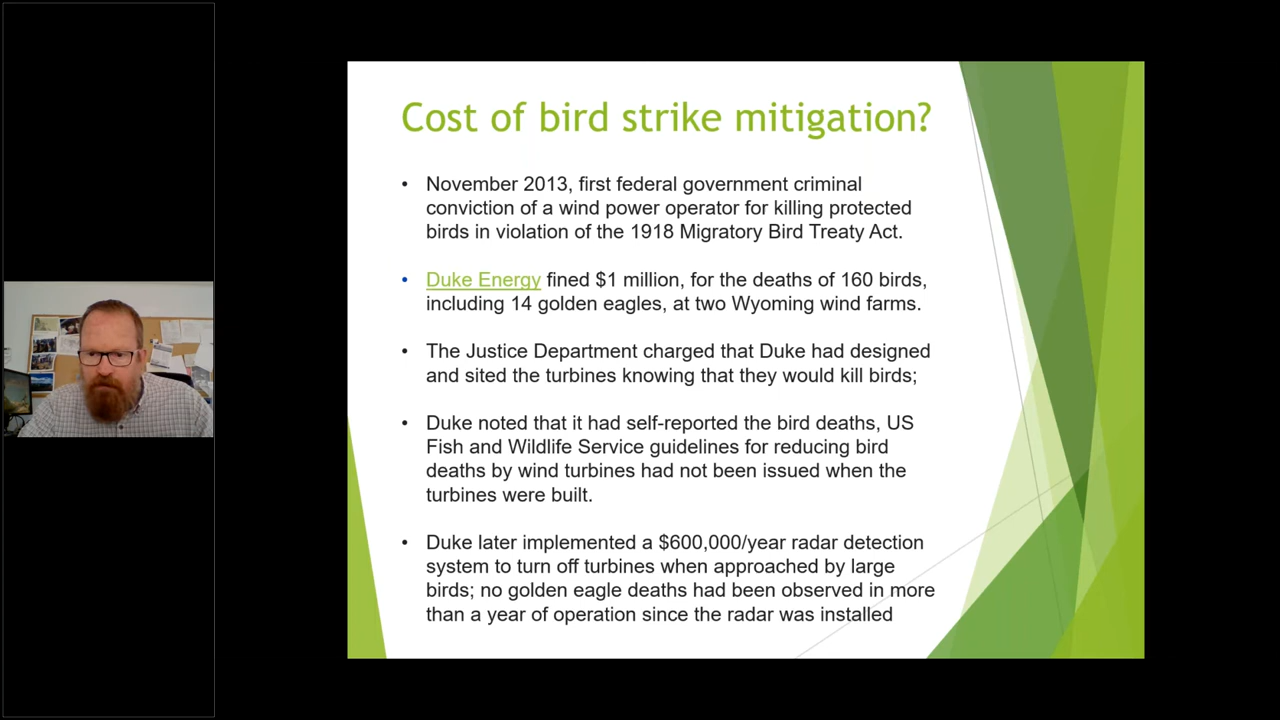 Cost of bird strike mitigation?
• November 2013, first federal government criminal
conviction of a wind power operator for killing protected
birds in violation of the 1918 Migratory Bird Treaty Act.
• Duke Energy fined $1 million, for the deaths of 160 birds,
including 14 golden eagles, at two Wyoming wind farms.
• The Justice Department charged that Duke had designed
and sited the turbines knowing that they would kill birds;
• Duke noted that it had self-reported the bird deaths, US
Fish and Wildlife Service guidelines for reducing bird
deaths by wind turbines had not been issued when the
turbines were built.
• Duke later implemented a $600,000/year radar detection
system to turn off turbines when approached by large
birds; no golden eagle deaths had been observed in more
than a year of operation since the radar was installed